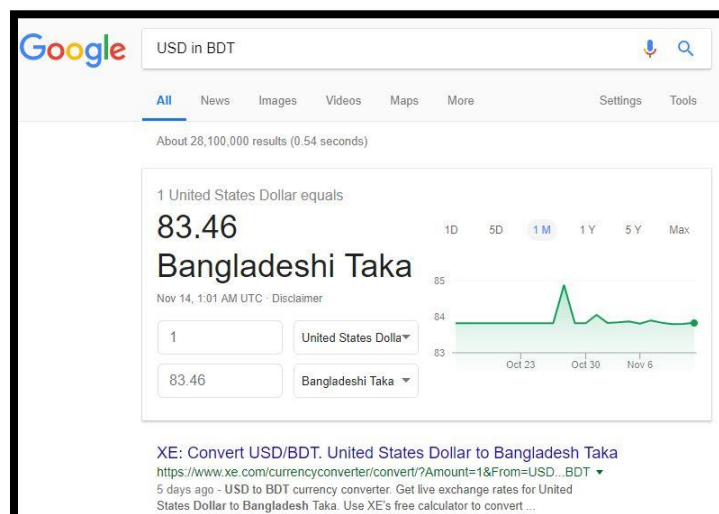 Google
USD in BDT
All News Images Videos Maps More Settings Tools
About 28,100,000 results (0.54 seconds)
1 United States Dollar equals
83.46
Bangladeshi Taka
Nov 14, 1:01 AM UTC · Disclaimer
1 United States Dolla
83.46 Bangladeshi Taka
1D 5D 1M 1Y 5Y Max
85
84
83
Oct 23 Oct 30 Nov 6
XE: Convert USD/BDT. United States Dollar to Bangladesh Taka
https://www.xe.com/currencyconverter/convert/?Amount=1&From=USD...BDT
5 days ago - USD to BDT currency converter. Get live exchange rates for United
States Dollar to Bangladesh Taka. Use XE's free calculator to convert ...